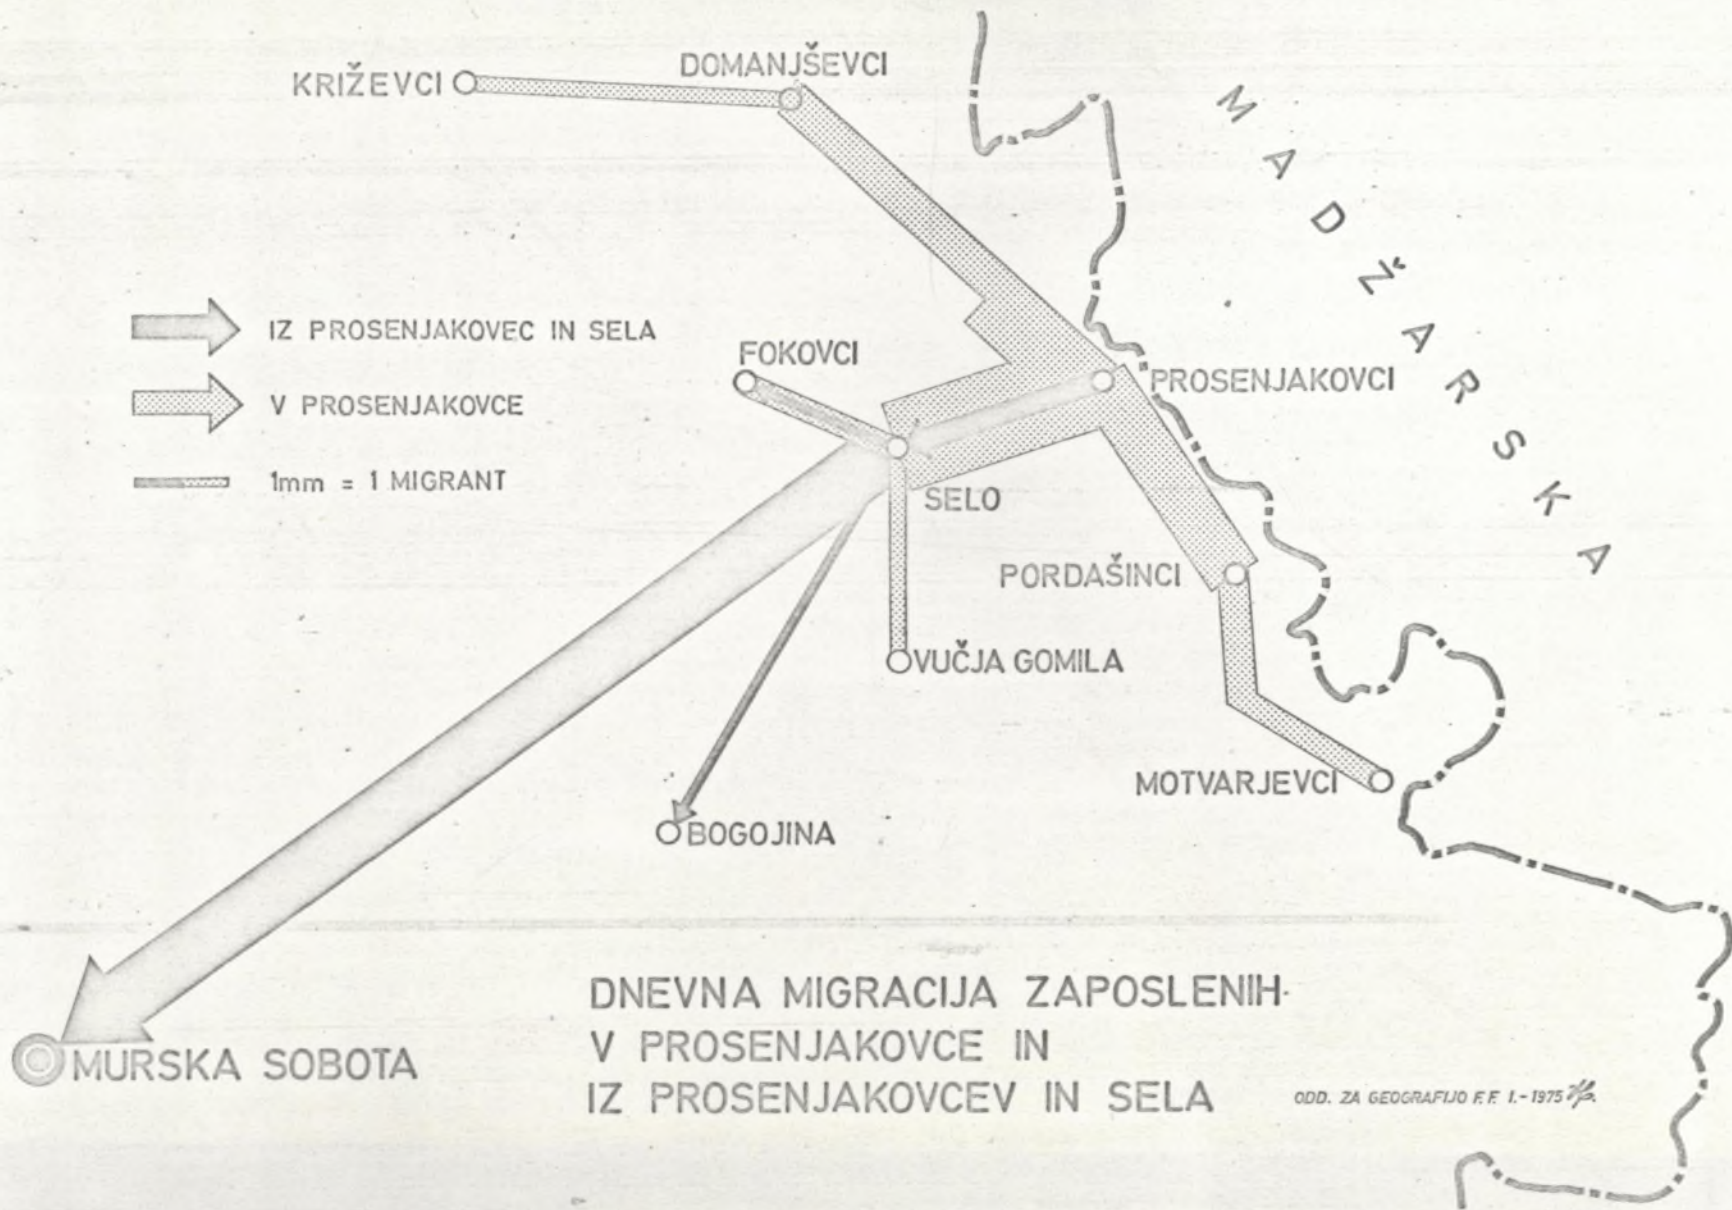 KRIŽEVCI
DOMANJŠEVCI
MADŽARSKA
IZ PROSENJAKOVEC IN SELA
V PROSENJAKOVCE
1mm = 1 MIGRANT
FOKOVCI
PROSENJAKOVCI
SELO
PORDAŠINCI
VUČJA GOMILA
MOTVARJEVCI
BOGOJINA
MURSKA SOBOTA
DNEVNA MIGRACIJA ZAPOSLENIH
V PROSENJAKOVCE IN
IZ PROSENJAKOVCEV IN SELA
ODD. ZA GEOGRAFIJO F.F. I.-1975